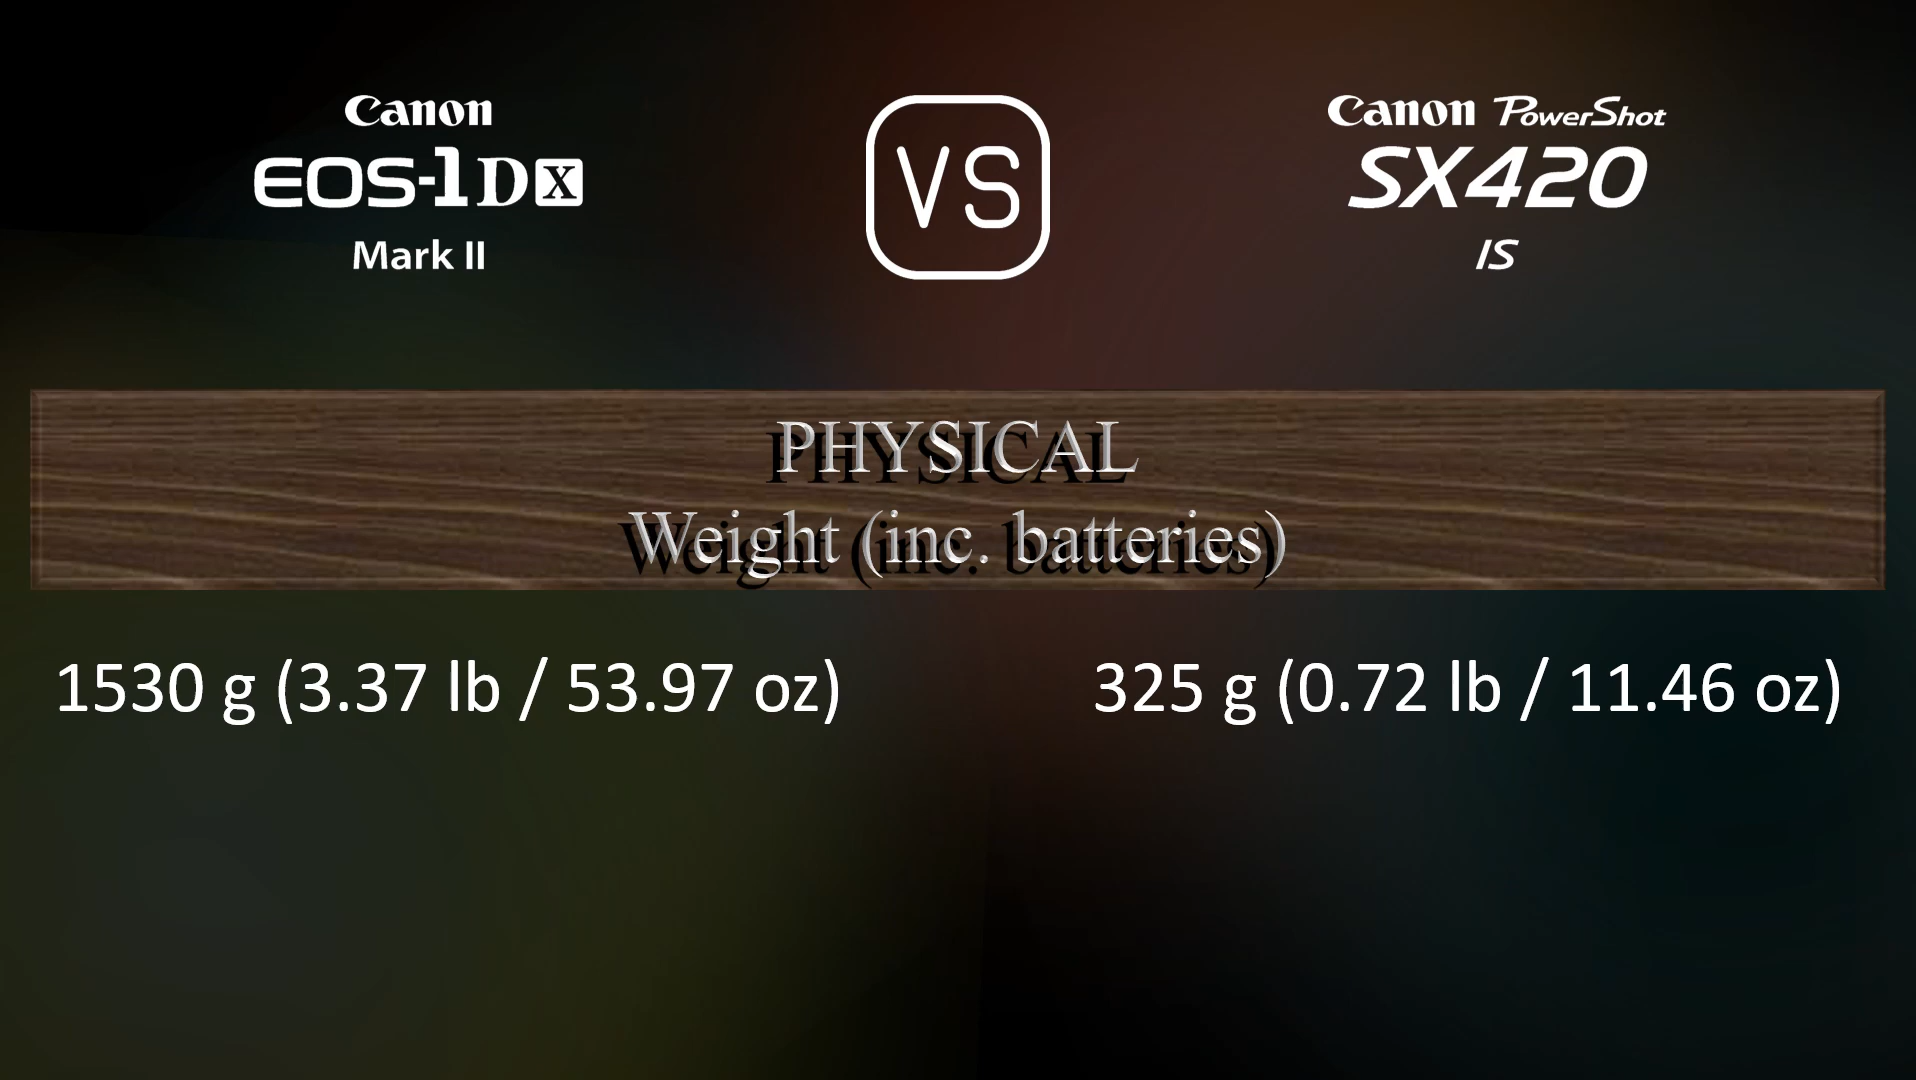 Canon
EOS-1DX
Mark II
VS
Canon PowerShot
SX420
IS
PHYSICAL
Weight (inc. batteries)
1530 g (3.37 lb / 53.97 oz)
325 g (0.72 lb / 11.46 oz)